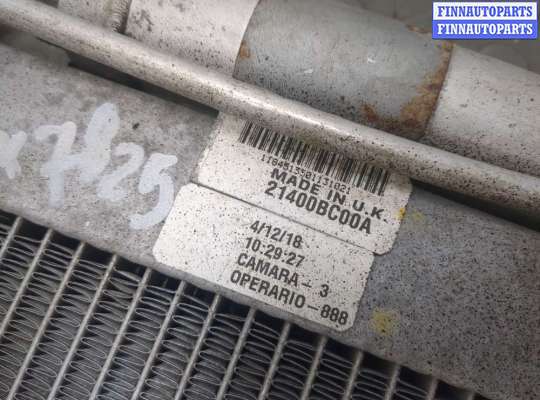 FINNAUTOPARTS
FINNAUTOPARTS
MADE IN U.K.
21400BC00A
4/12/18
10:29:27
CAMARA - 3
OPERARIO - 888